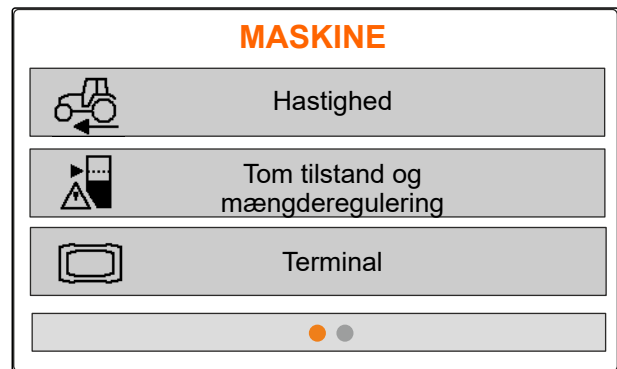 MASKINE
Hastighed
Tom tilstand og
mængderegulering
Terminal